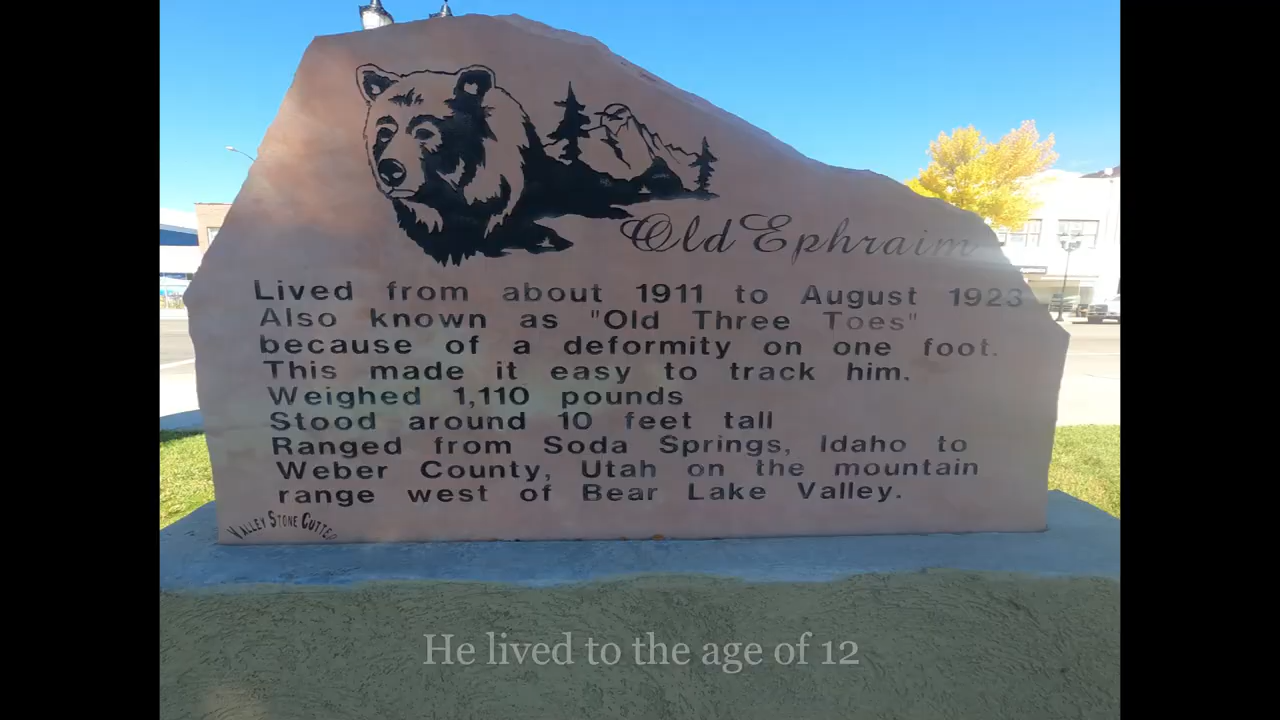 Old Ephraim
Lived from about 1911 to August 1923
Also known as "Old Three Toes"
because of a deformity on one foot.
This made it easy to track him.
Weighed 1,110 pounds
Stood around 10 feet tall
Ranged from Soda Springs, Idaho to
Weber County, Utah on the mountain
range west of Bear Lake Valley.
Valley Stone Cutter
He lived to the age of 12